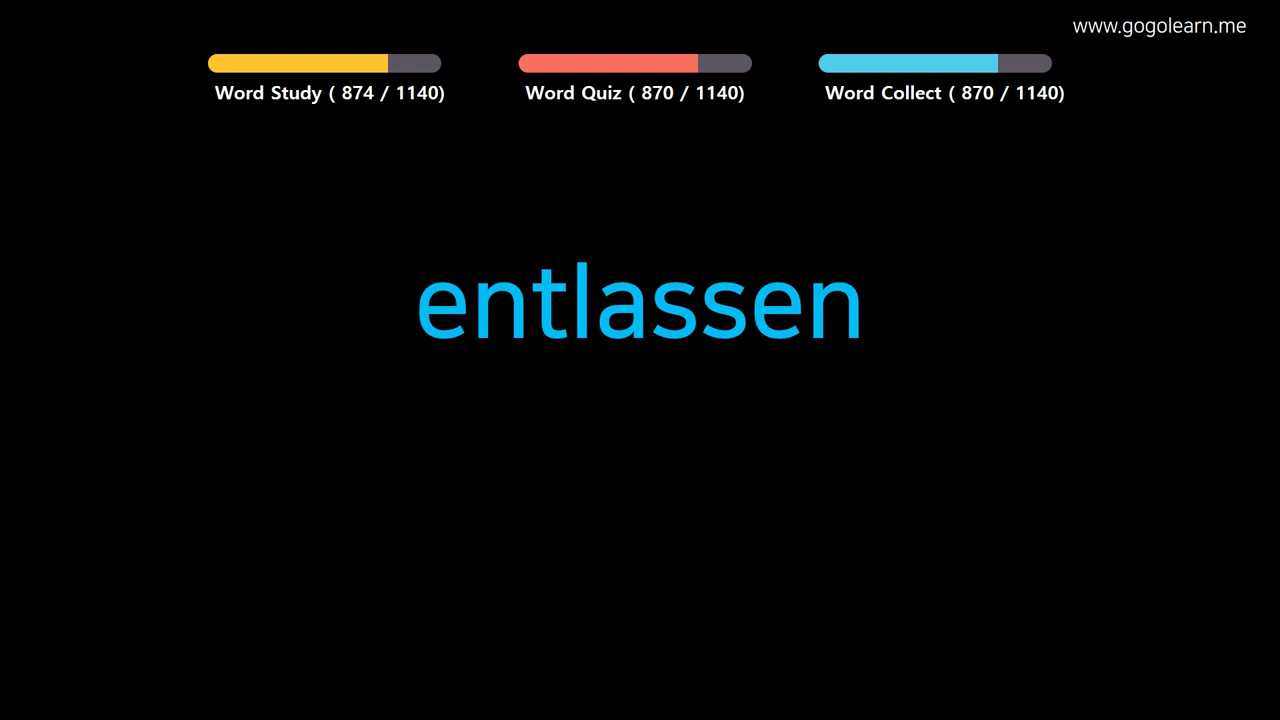 www.gogolearn.me
Word Study ( 874 / 1140)
Word Quiz ( 870 / 1140)
Word Collect ( 870 / 1140)
entlassen